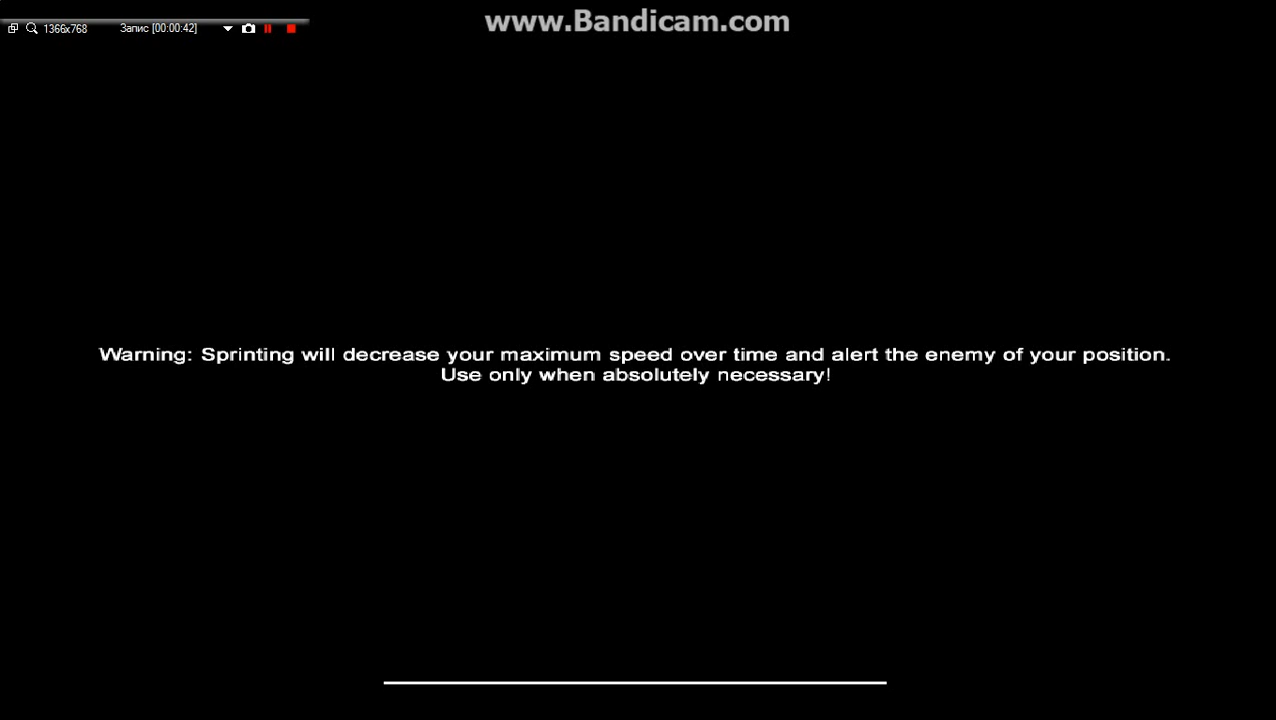 www.Bandicam.com
1366x768 Запис [00:00:42]
Warning: Sprinting will decrease your maximum speed over time and alert the enemy of your position.
Use only when absolutely necessary!